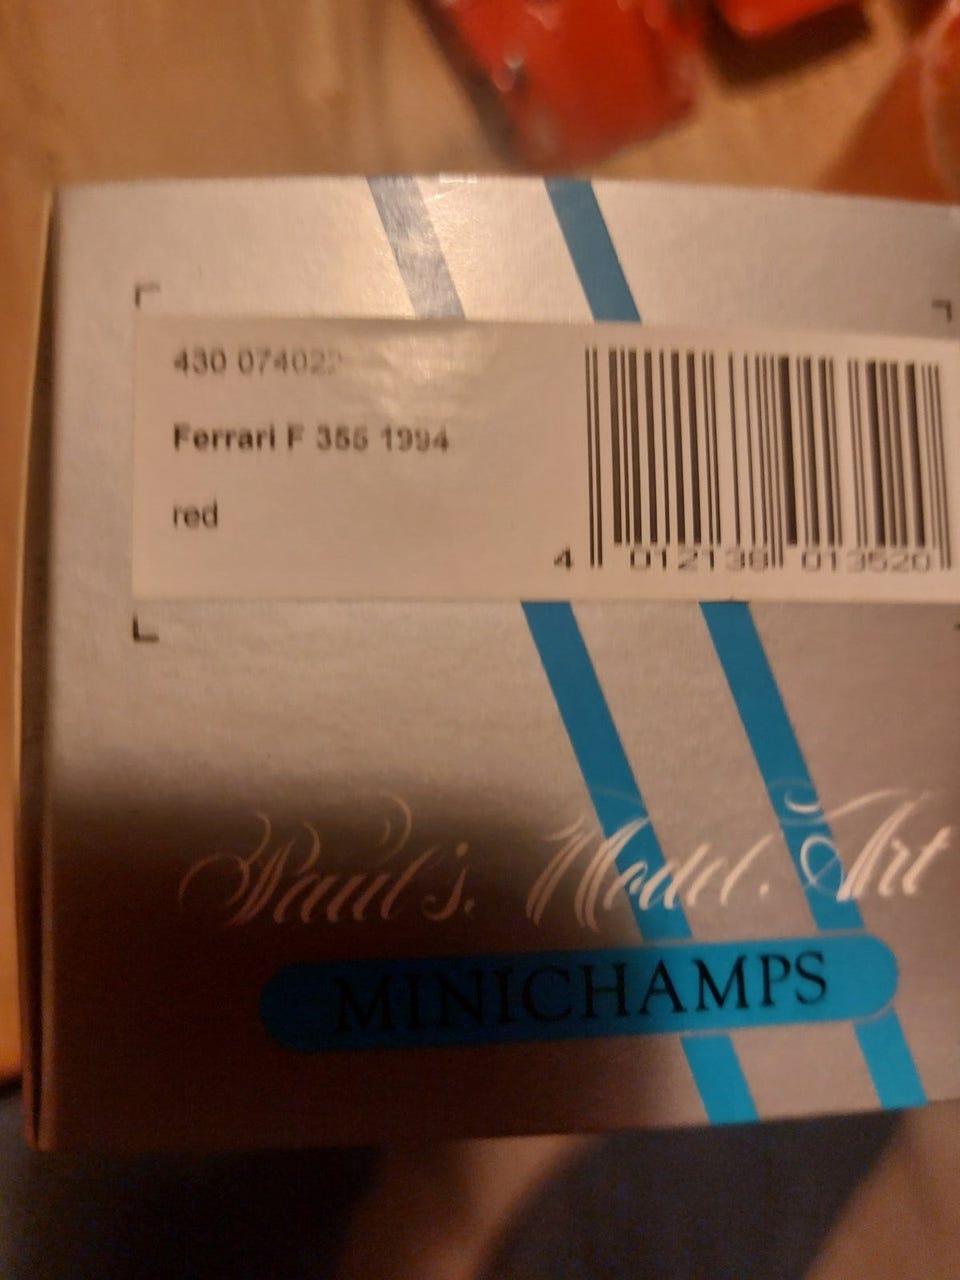 430 074022
Ferrari F 355 1994
red
4 012138 013520
Paul's Model Art
MINICHAMPS